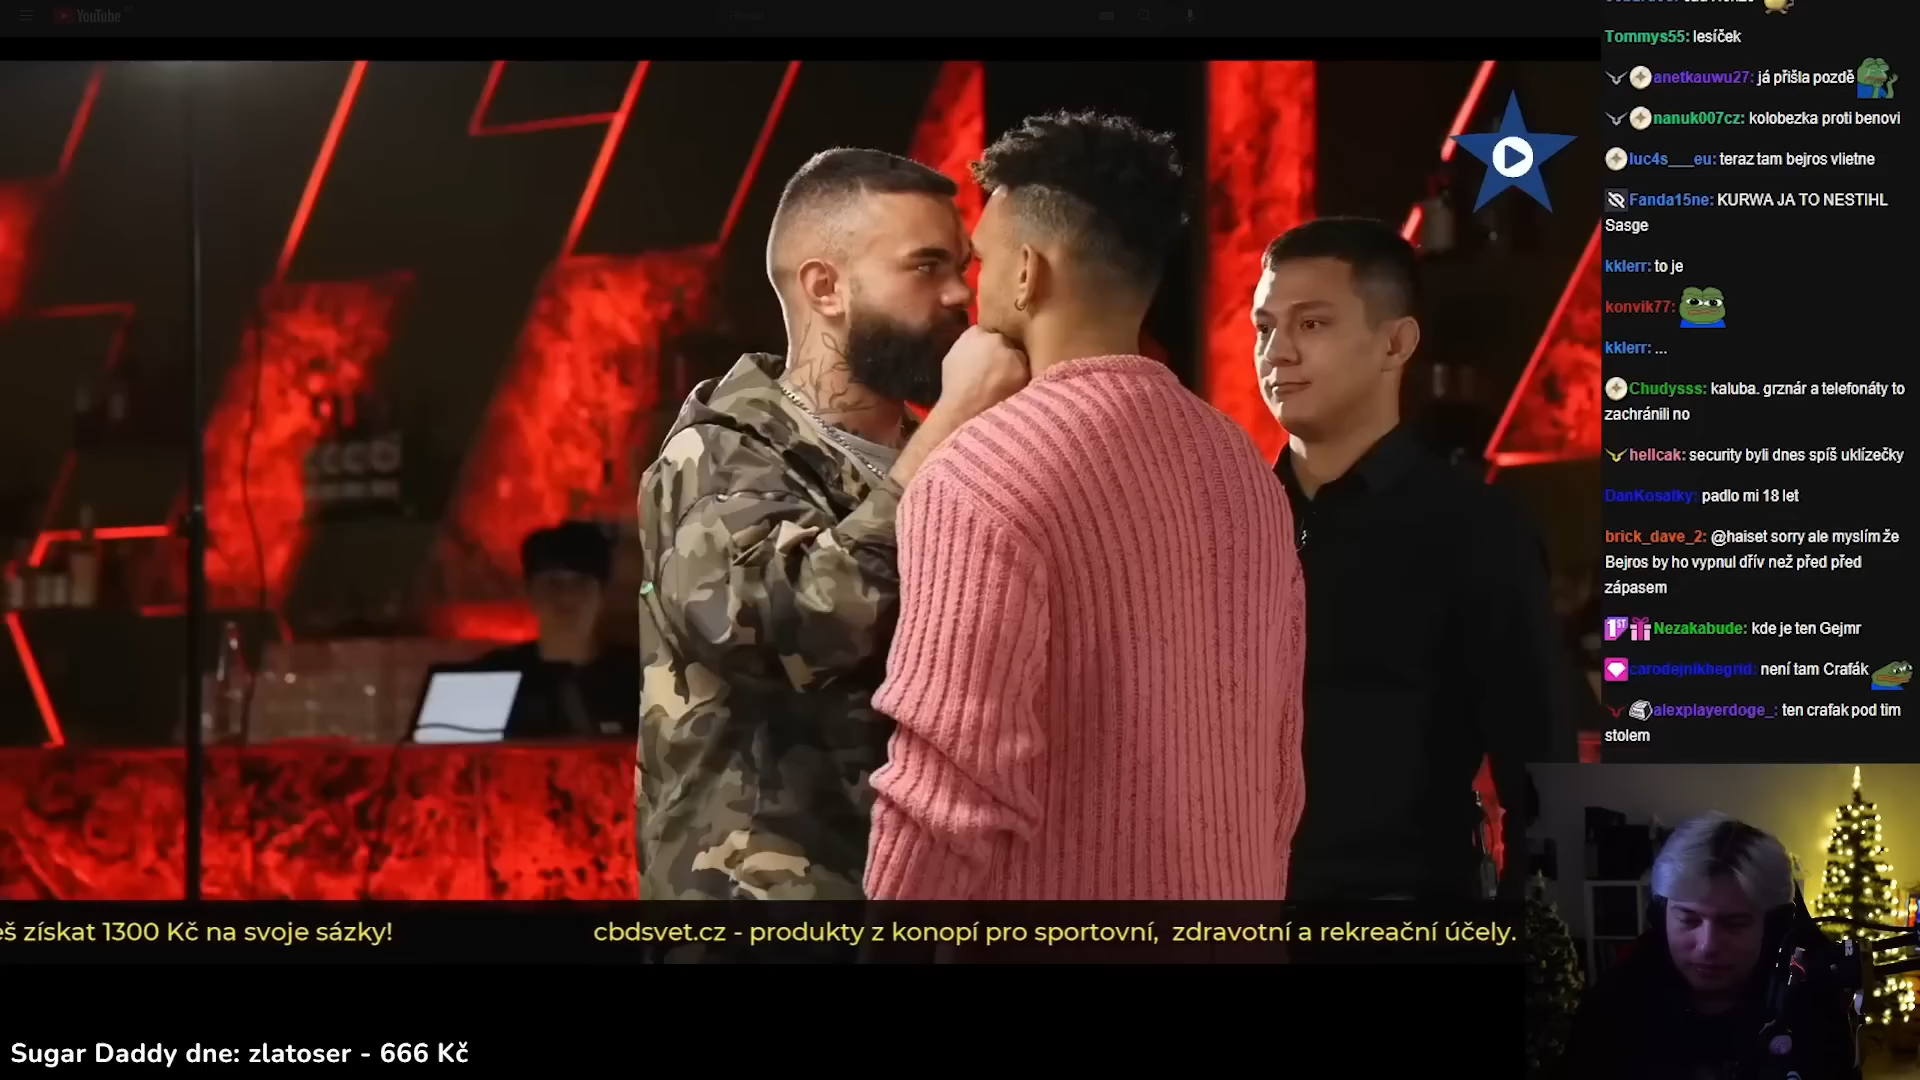 YouTube
Tommys55: lesíček
anetkauwu27: já přišla pozdě
nanuk007cz: kolobezka proti benovi
luc4s___eu: teraz tam bejros vlietne
Fanda15ne: KURWA JA TO NESTIHL
Sasge
kklerr: to je
konvik77:
kklerr: ...
Chudysss: kaluba. grznár a telefonáty to
zachránili no
hellcak: security byli dnes spíš uklízečky
DanKosatky: padlo mi 18 let
brick_dave_2: @haiset sorry ale myslím že
Bejros by ho vypnul dřív než před před
zápasem
1ST Nezakabude: kde je ten Gejmr
carodejnikhegrid: není tam Crafák
alexplayerdoge_: ten crafak pod tim
stolem
eš získat 1300 Kč na svoje sázky! cbdsvet.cz - produkty z konopí pro sportovní, zdravotní a rekreační účely.
Sugar Daddy dne: zlatoser - 666 Kč